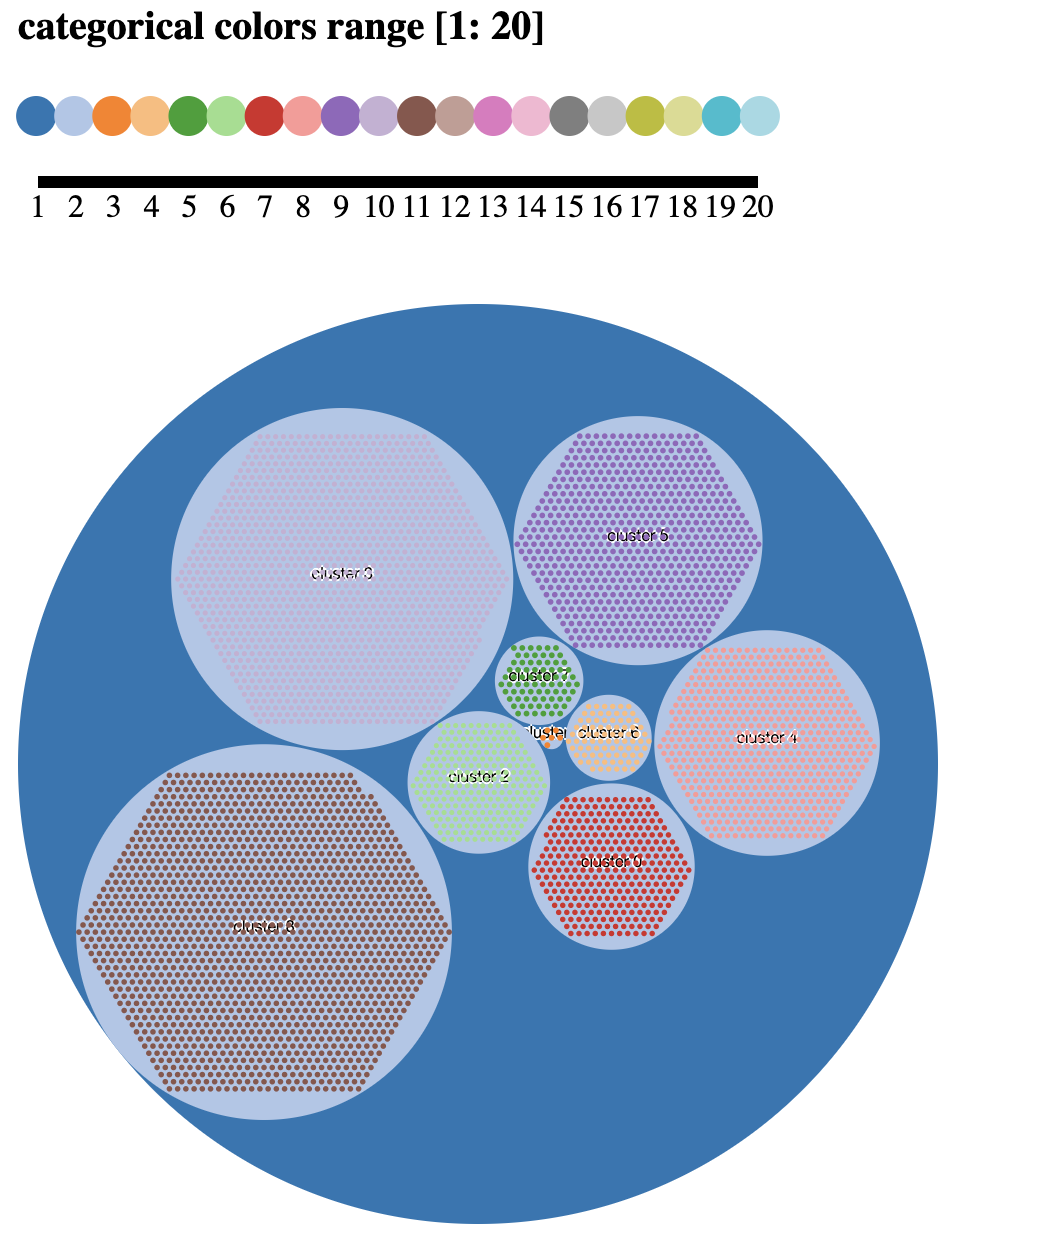 categorical colors range [1: 20]
1 2 3 4 5 6 7 8 9 10 11 12 13 14 15 16 17 18 19 20
cluster 5
cluster
cluster 7
cluster
cluster 6
cluster 4
cluster 2
cluster 0
cluster